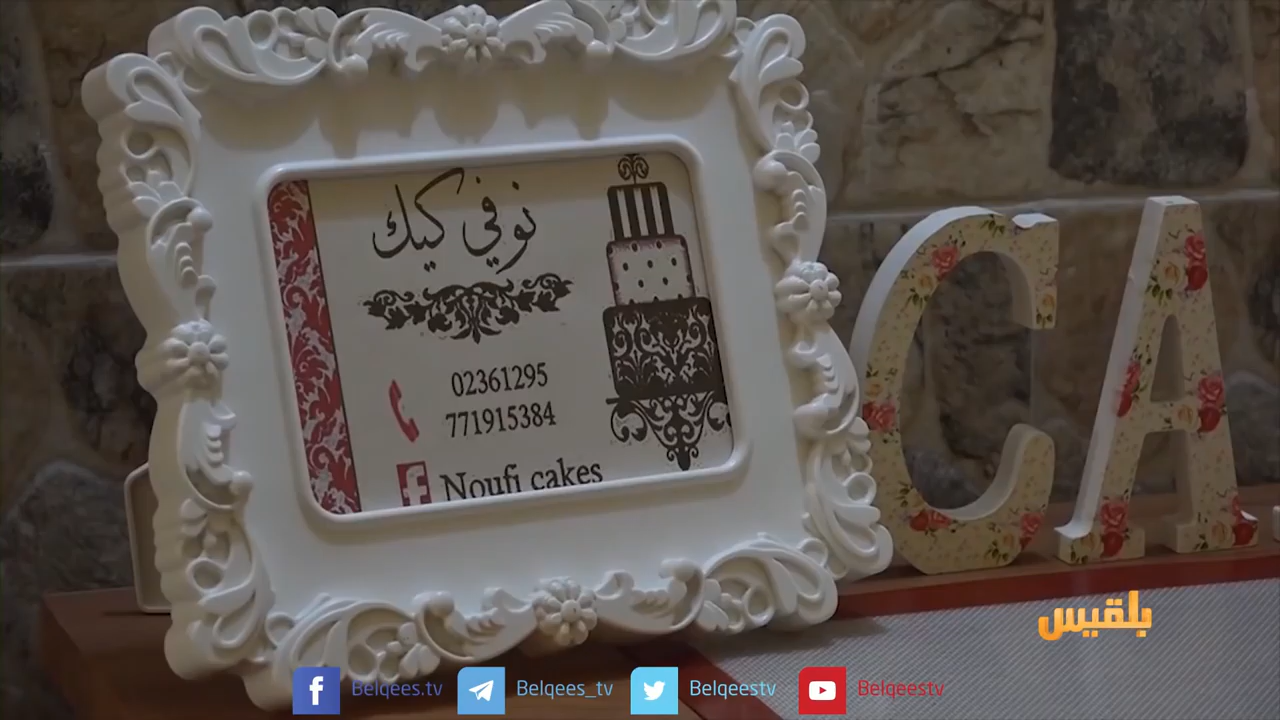 نوفي كيك
02361295
771915384
f Noufi cakes
CA
بلقيس
f Belqees.tv Belqees_tv Belqeestv Belqeestv